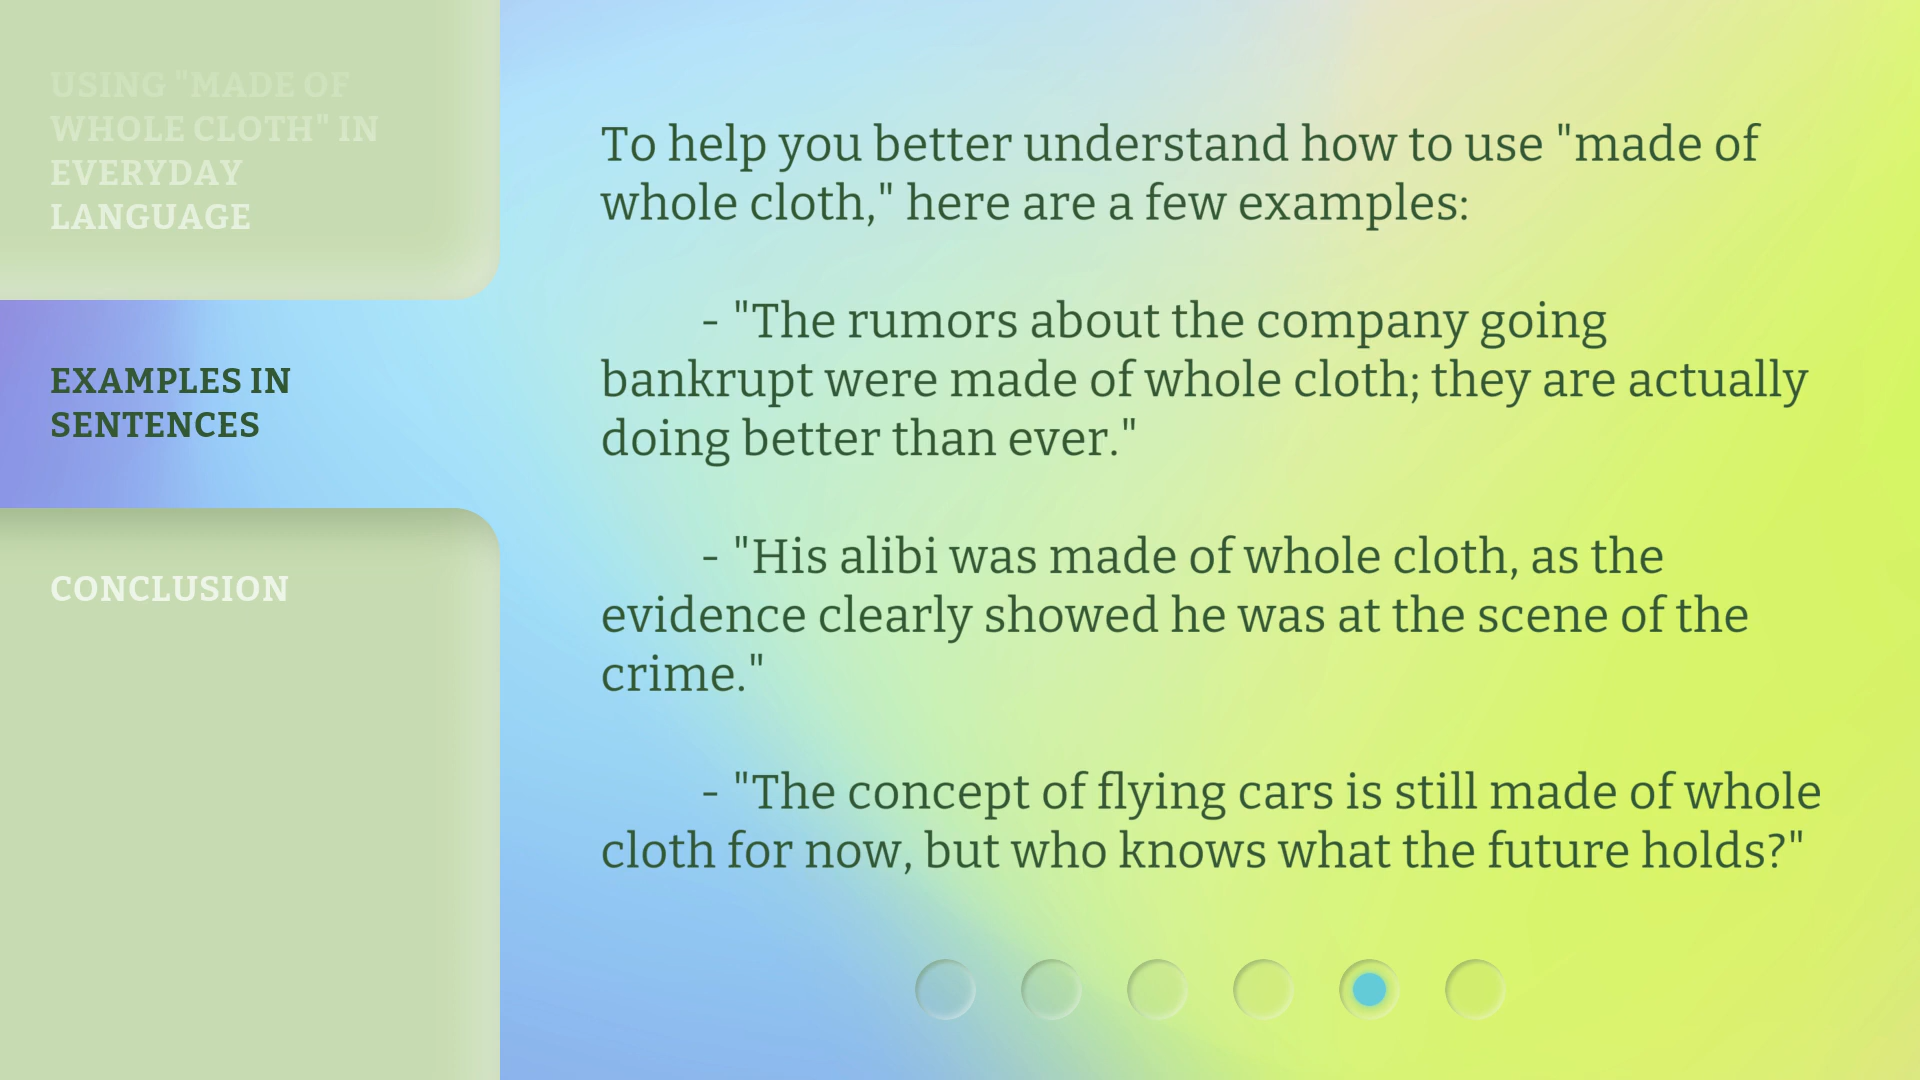 USING "MADE OF
WHOLE CLOTH" IN
EVERYDAY
LANGUAGE
EXAMPLES IN
SENTENCES
CONCLUSION
To help you better understand how to use "made of
whole cloth," here are a few examples:
- "The rumors about the company going
bankrupt were made of whole cloth; they are actually
doing better than ever."
- "His alibi was made of whole cloth, as the
evidence clearly showed he was at the scene of the
crime."
- "The concept of flying cars is still made of whole
cloth for now, but who knows what the future holds?"